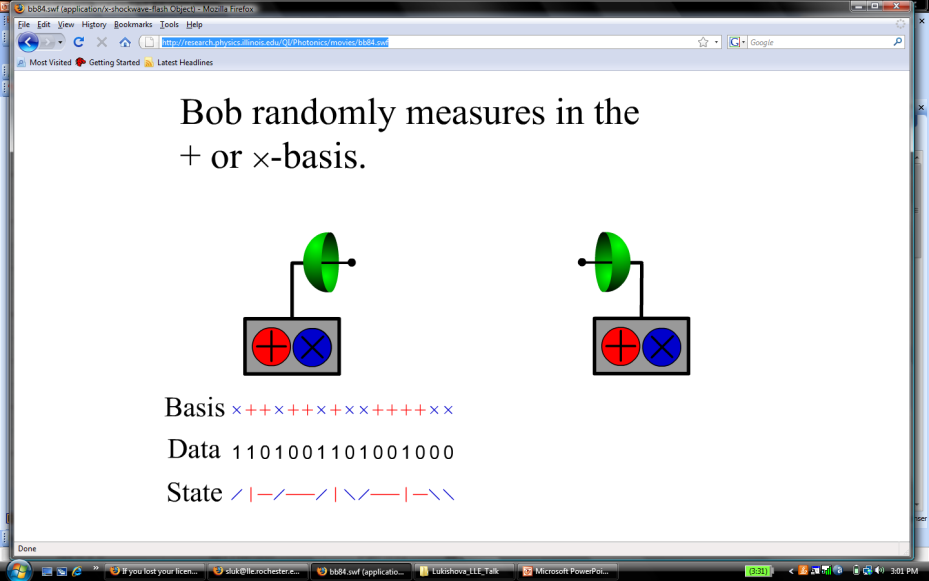 bb84.swf (application/x-shockwave-flash Object) - Mozilla Firefox
File Edit View History Bookmarks Tools Help
http://research.physics.illinois.edu/QI/Photonics/movies/bb84.swf
Google
Most Visited Getting Started Latest Headlines
Bob randomly measures in the
+ or ×-basis.
Basis ×++×++×+××++++××
Data 1101001101001000
State /|—/——/|\/——|—\\
Done
If you lost your licen... sluk@lle.rochester.e... bb84.swf (applicatio... Lukishova_LLE_Talk Microsoft PowerPoi... (3:31) 3:01 PM